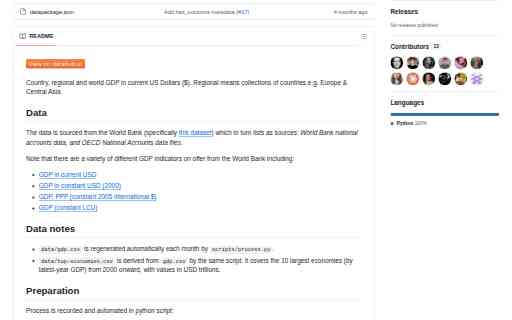 datapackage.json Add has_columns metadata (#17) 4 months ago
README
View on datahub.io
Country, regional and world GDP in current US Dollars ($). Regional means collections of countries e.g. Europe &
Central Asia.
Data
The data is sourced from the World Bank (specifically this dataset) which in turn lists as sources: World Bank national
accounts data, and OECD National Accounts data files.
Note that there are a variety of different GDP indicators on offer from the World Bank including:
GDP in current USD
GDP in constant USD (2000)
GDP, PPP (constant 2005 international $)
GDP (constant LCU)
Data notes
data/gdp.csv is regenerated automatically each month by scripts/process.py.
data/top-economies.csv is derived from gdp.csv by the same script: it covers the 10 largest economies (by
latest-year GDP) from 2000 onward, with values in USD trillions.
Preparation
Process is recorded and automated in python script:
Releases
No releases published
Contributors 12
Languages
Python 100%